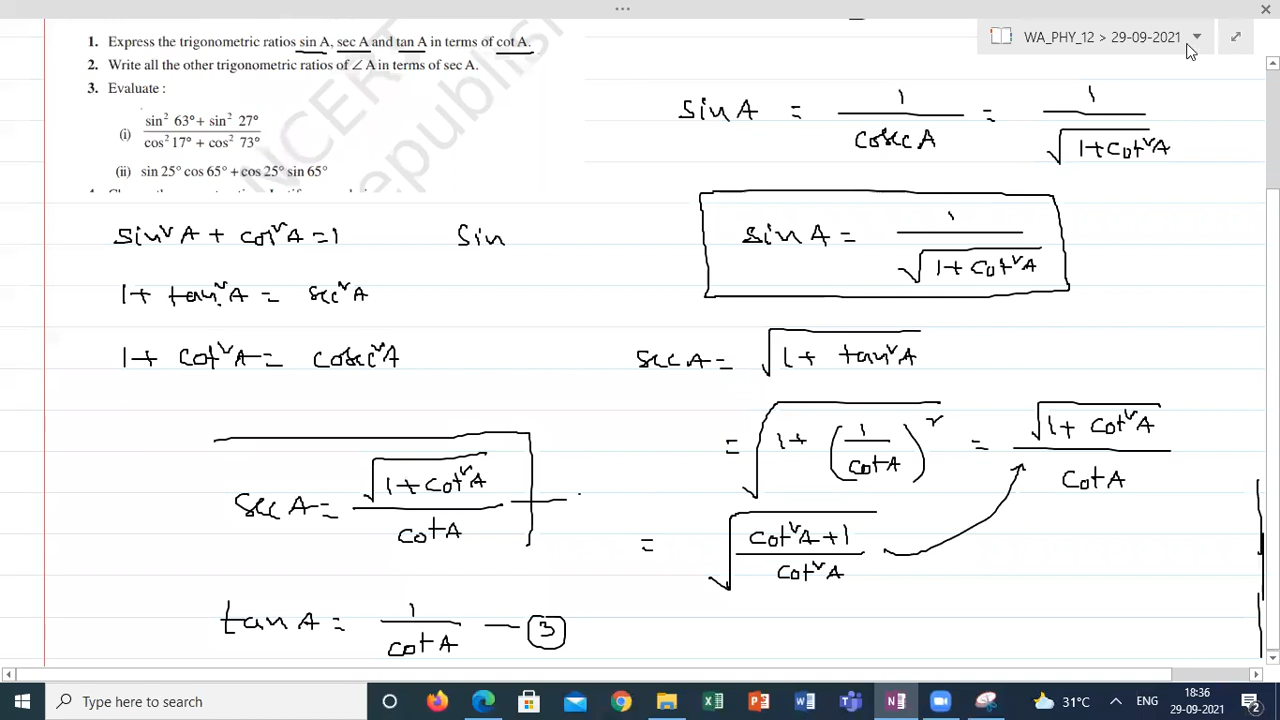 WA_PHY_12 > 29-09-2021
1. Express the trigonometric ratios sin A, sec A and tan A in terms of cot A.
2. Write all the other trigonometric ratios of ∠A in terms of sec A.
3. Evaluate :
(i) (sin² 63° + sin² 27°) / (cos² 17° + cos² 73°)
(ii) sin 25° cos 65° + cos 25° sin 65°
NCERT
republis
sin²A + cos²A = 1
1 + tan²A = sec²A
1 + cot²A = cosec²A
Sin
sin A = 1 / cosec A = 1 / √(1 + cot²A)
sin A = 1 / √(1 + cot²A)
sec A = √(1 + tan²A)
= √(1 + (1 / cot A)²) = √(1 + cot²A) / cot A
= √((cot²A + 1) / cot²A)
sec A = √(1 + cot²A) / cot A
tan A = 1 / cot A — ③
Type here to search
31°C
ENG
18:36
29-09-2021
2